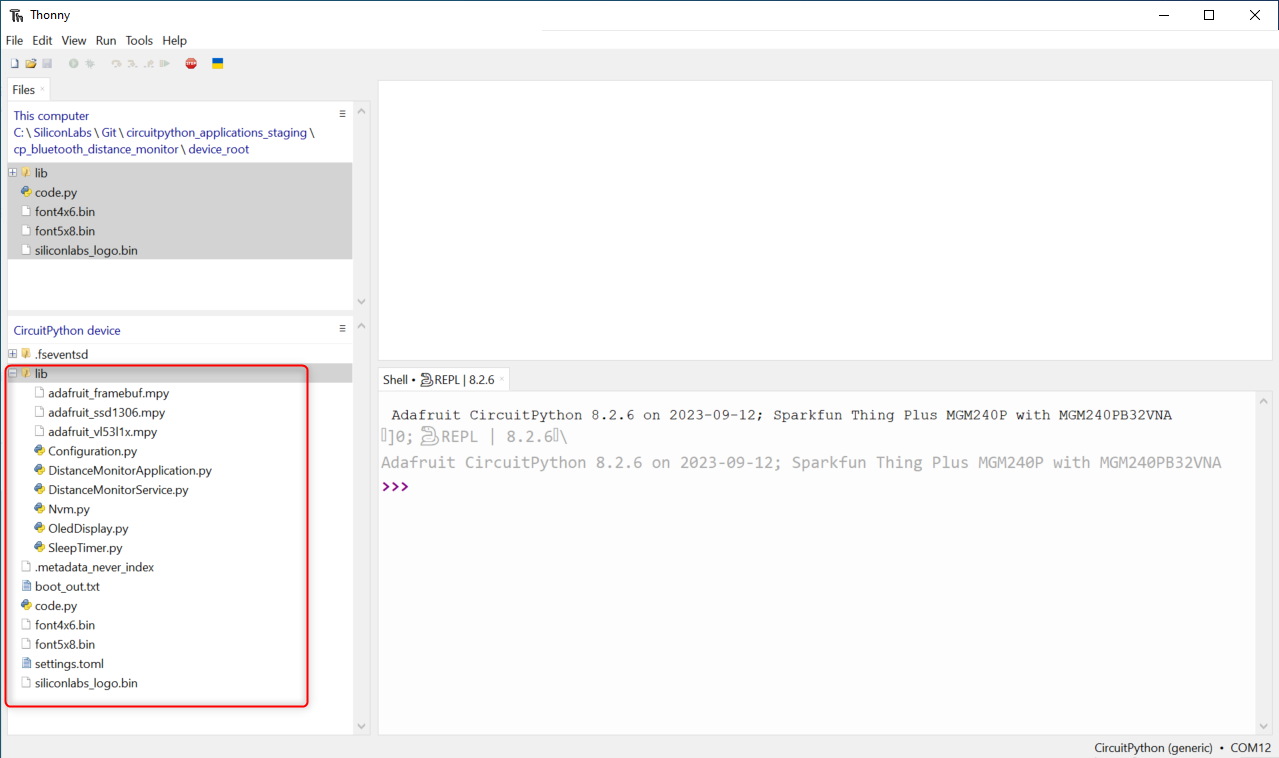 Thonny
File Edit View Run Tools Help
Files
This computer
C: \ SiliconLabs \ Git \ circuitpython_applications_staging \
cp_bluetooth_distance_monitor \ device_root
lib
code.py
font4x6.bin
font5x8.bin
siliconlabs_logo.bin
CircuitPython device
.fseventsd
lib
adafruit_framebuf.mpy
adafruit_ssd1306.mpy
adafruit_vl53l1x.mpy
Configuration.py
DistanceMonitorApplication.py
DistanceMonitorService.py
Nvm.py
OledDisplay.py
SleepTimer.py
.metadata_never_index
boot_out.txt
code.py
font4x6.bin
font5x8.bin
settings.toml
siliconlabs_logo.bin
Shell • 🐍REPL | 8.2.6
Adafruit CircuitPython 8.2.6 on 2023-09-12; Sparkfun Thing Plus MGM240P with MGM240PB32VNA
]0; 🐍REPL | 8.2.6\
Adafruit CircuitPython 8.2.6 on 2023-09-12; Sparkfun Thing Plus MGM240P with MGM240PB32VNA
>>>
CircuitPython (generic) • COM12